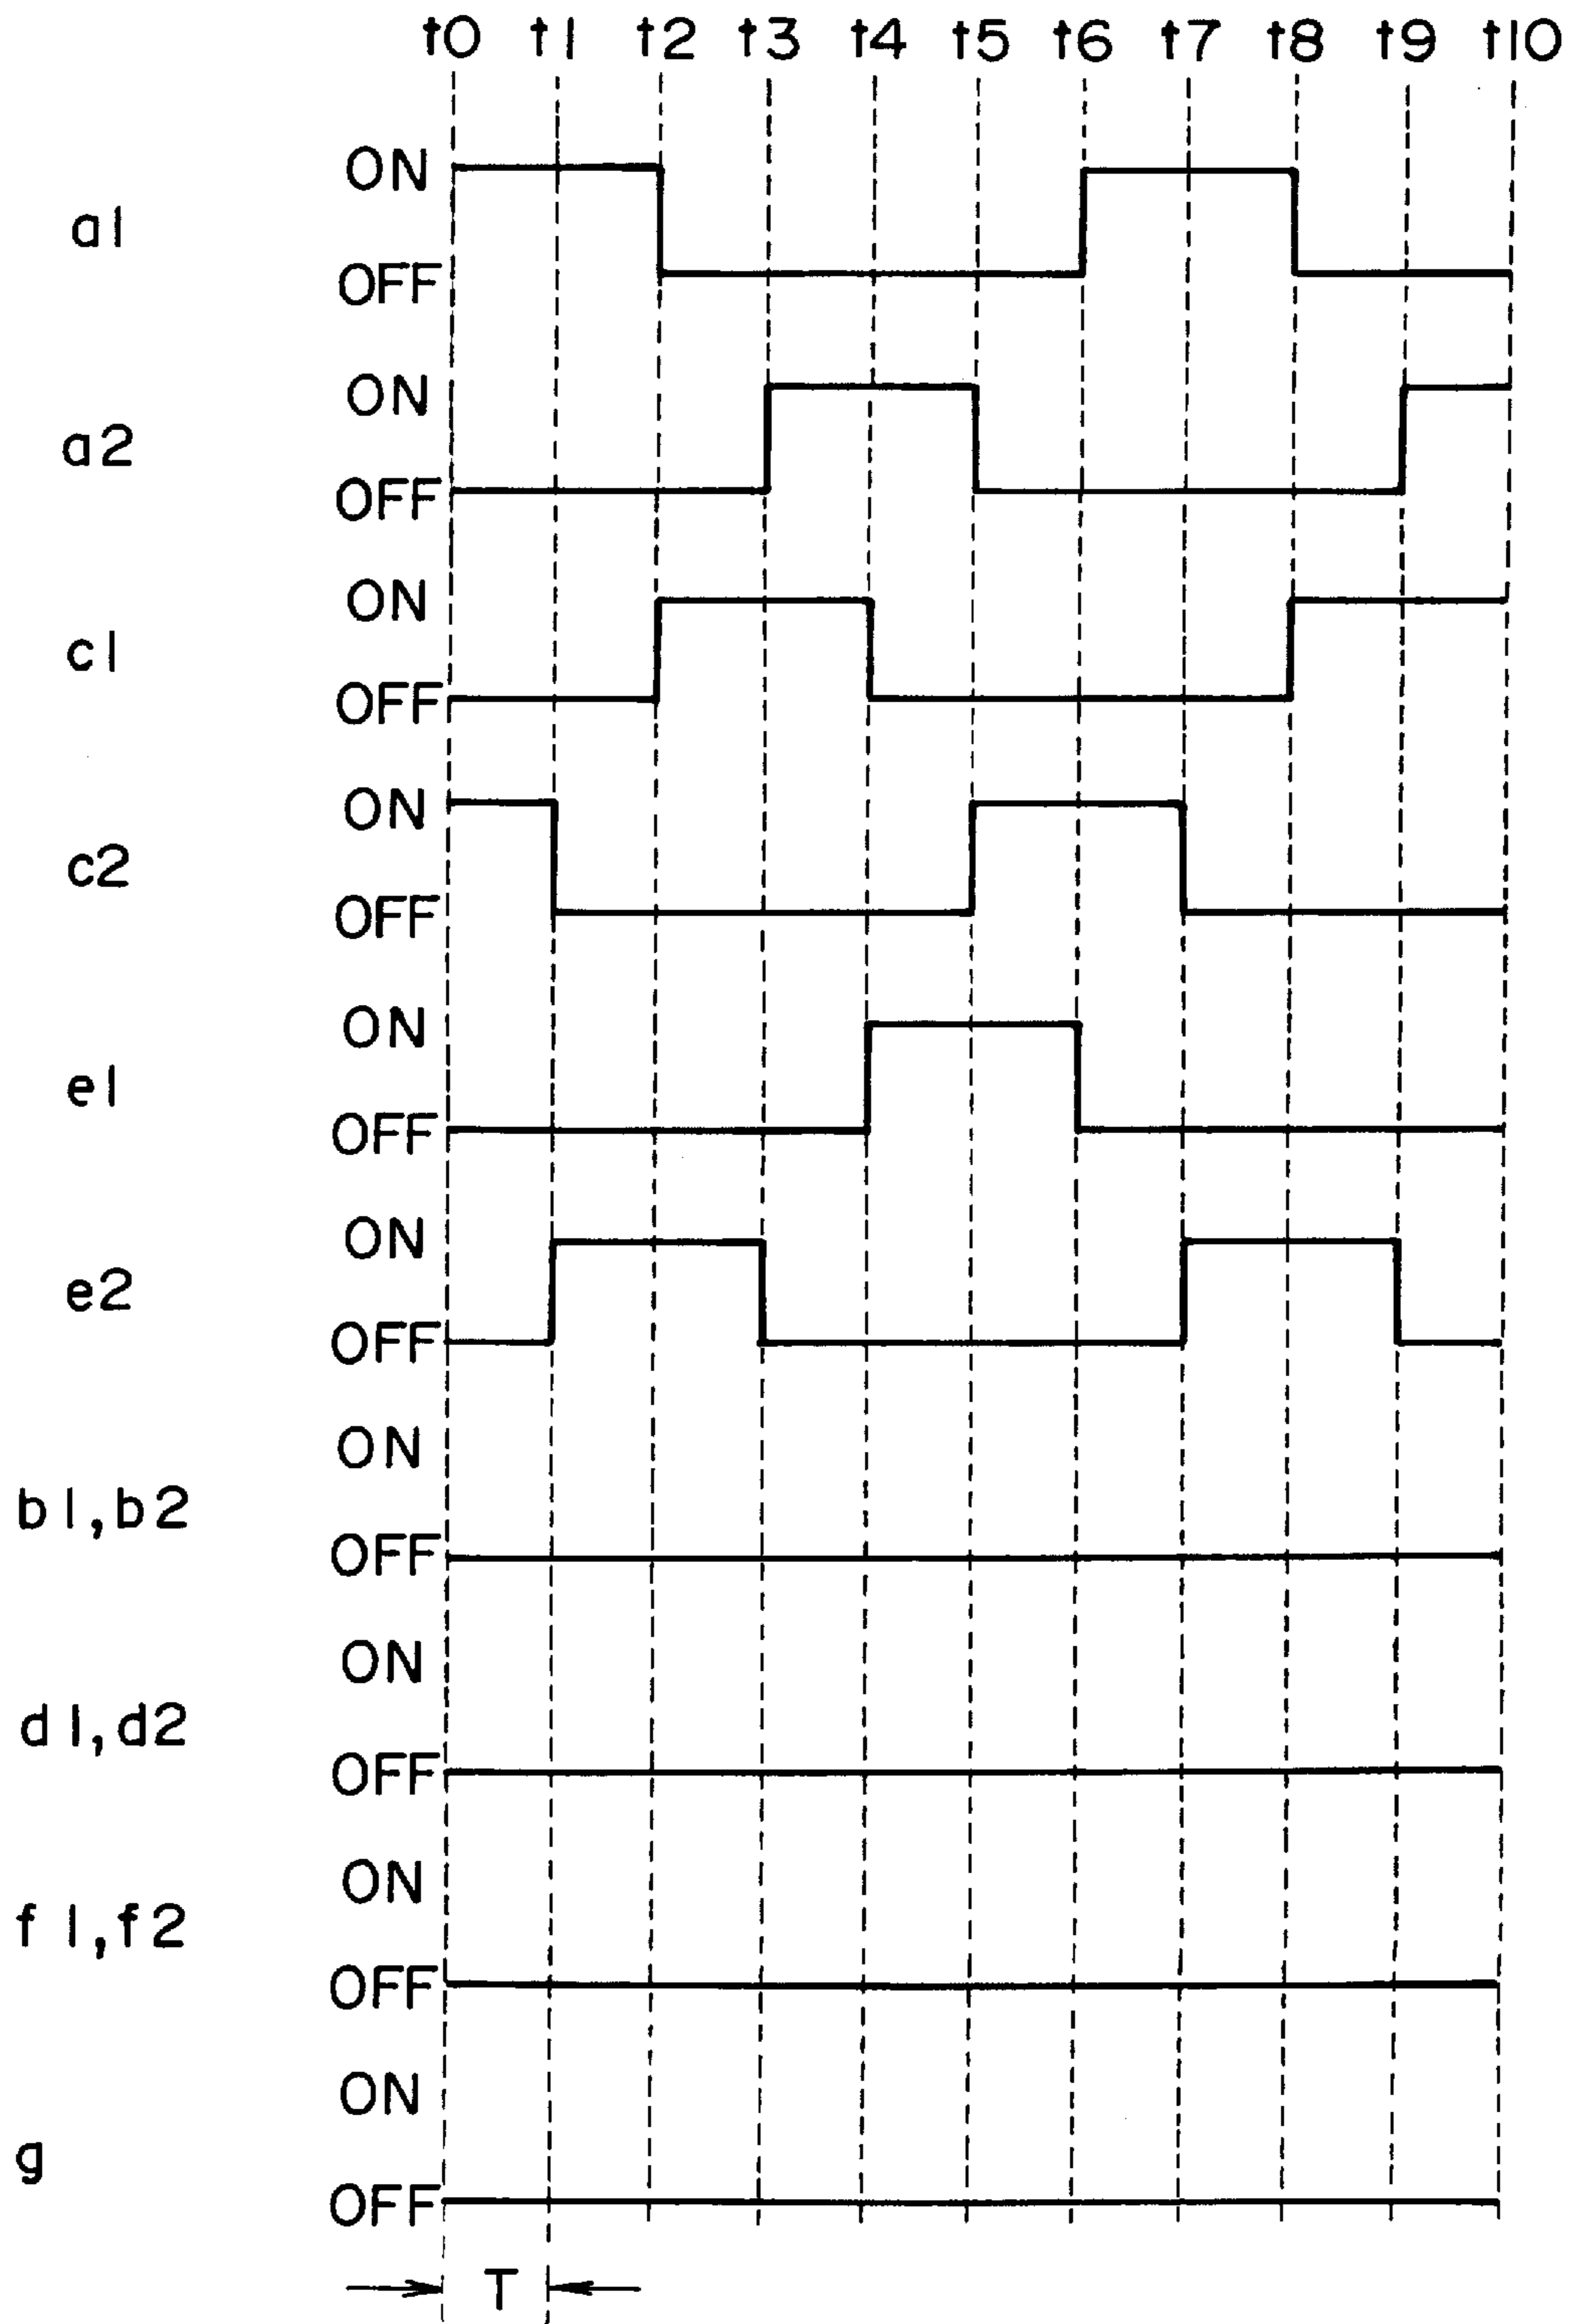 t0 t1 t2 t3 t4 t5 t6 t7 t8 t9 t10
ON
a1
OFF
ON
a2
OFF
ON
c1
OFF
ON
c2
OFF
ON
e1
OFF
ON
e2
OFF
ON
b1,b2
OFF
ON
d1,d2
OFF
ON
f1,f2
OFF
ON
g
OFF
T